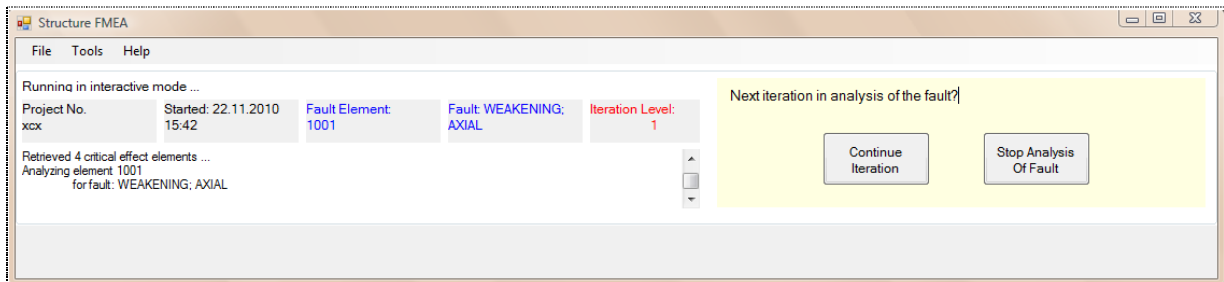 Structure FMEA
File Tools Help
Running in interactive mode ...
Project No.
xcx
Started: 22.11.2010
15:42
Fault Element:
1001
Fault: WEAKENING;
AXIAL
Iteration Level:
1
Retrieved 4 critical effect elements ...
Analyzing element 1001
for fault: WEAKENING; AXIAL
Next iteration in analysis of the fault?
Continue
Iteration
Stop Analysis
Of Fault